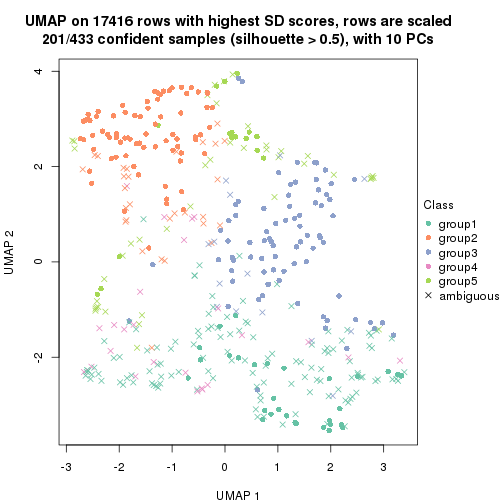 UMAP on 17416 rows with highest SD scores, rows are scaled
201/433 confident samples (silhouette > 0.5), with 10 PCs
4
2
0
-2
UMAP 2
-3
-2
-1
0
1
2
3
UMAP 1
Class
group1
group2
group3
group4
group5
ambiguous